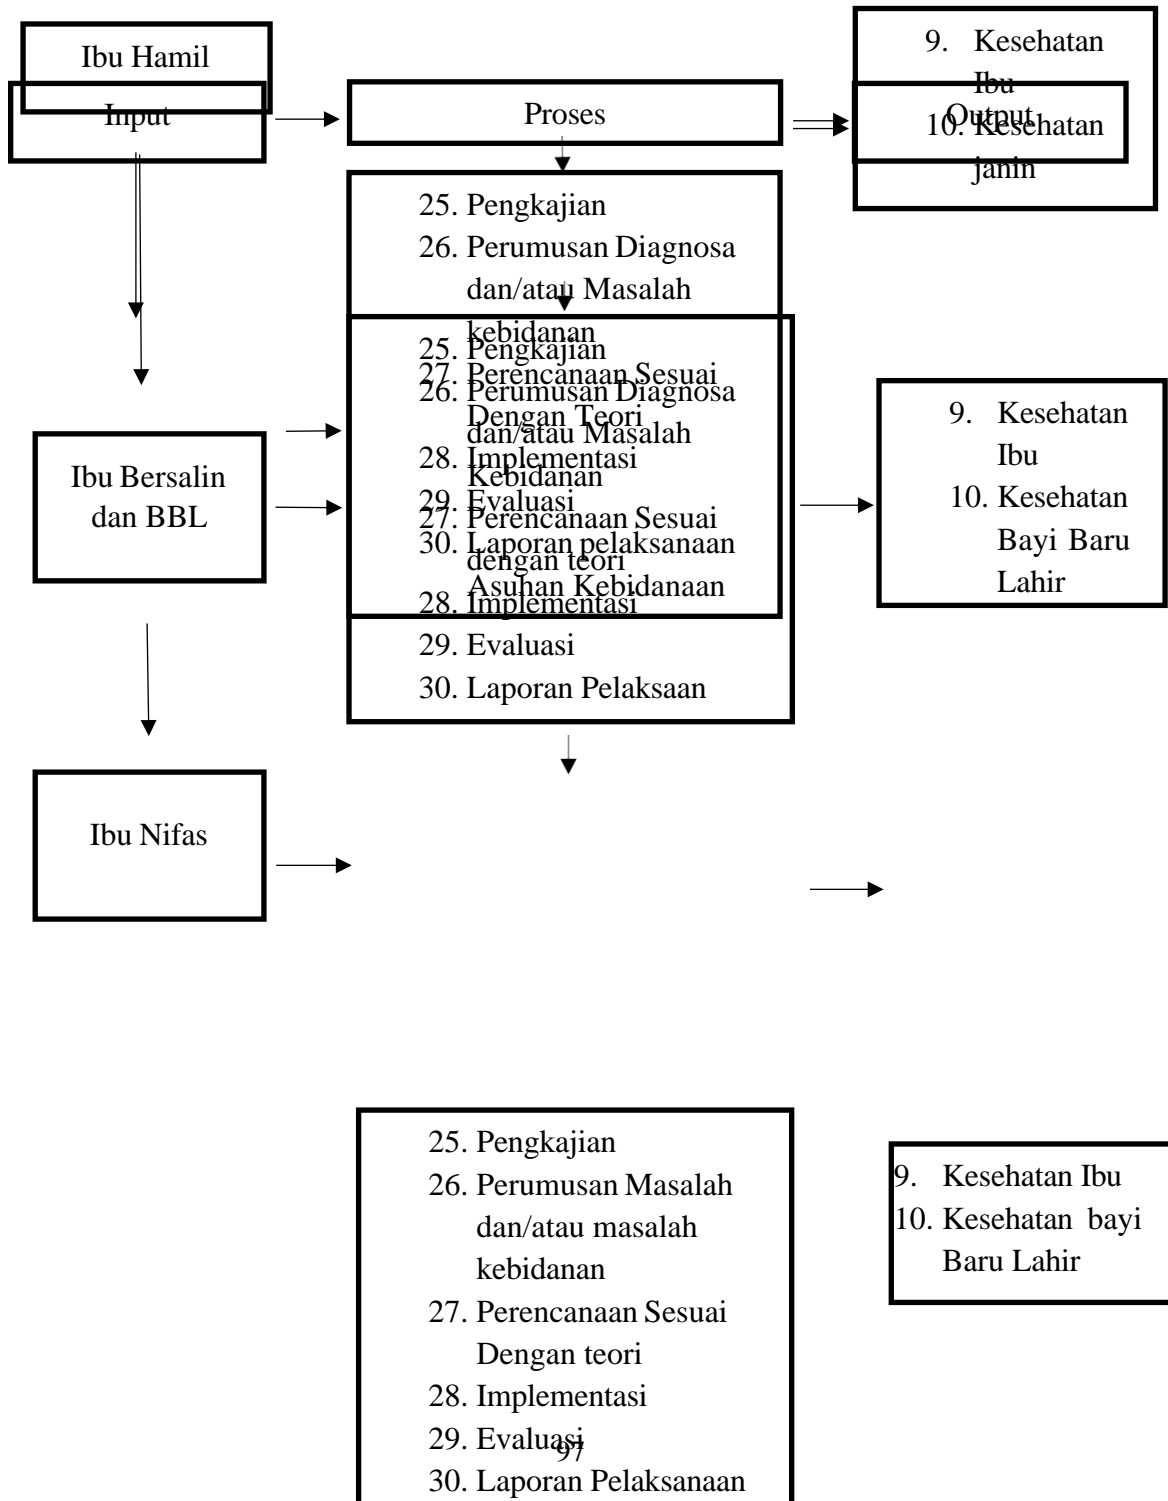 Ibu Hamil
Input
Proses
9. Kesehatan
Ibu
10. Kesehatan
janin
Output
25. Pengkajian
26. Perumusan Diagnosa
dan/atau Masalah
kebidanan
27. Perencanaan Sesuai
Dengan Teori
28. Implementasi
29. Evaluasi
30. Laporan pelaksanaan
Asuhan Kebidanaan
Ibu Bersalin
dan BBL
25. Pengkajian
26. Perumusan Diagnosa
dan/atau Masalah
Kebidanan
27. Perencanaan Sesuai
dengan teori
28. Implementasi
29. Evaluasi
30. Laporan Pelaksaan
9. Kesehatan
Ibu
10. Kesehatan
Bayi Baru
Lahir
Ibu Nifas
25. Pengkajian
26. Perumusan Masalah
dan/atau masalah
kebidanan
27. Perencanaan Sesuai
Dengan teori
28. Implementasi
29. Evaluasi
30. Laporan Pelaksanaan
9. Kesehatan Ibu
10. Kesehatan bayi
Baru Lahir
97